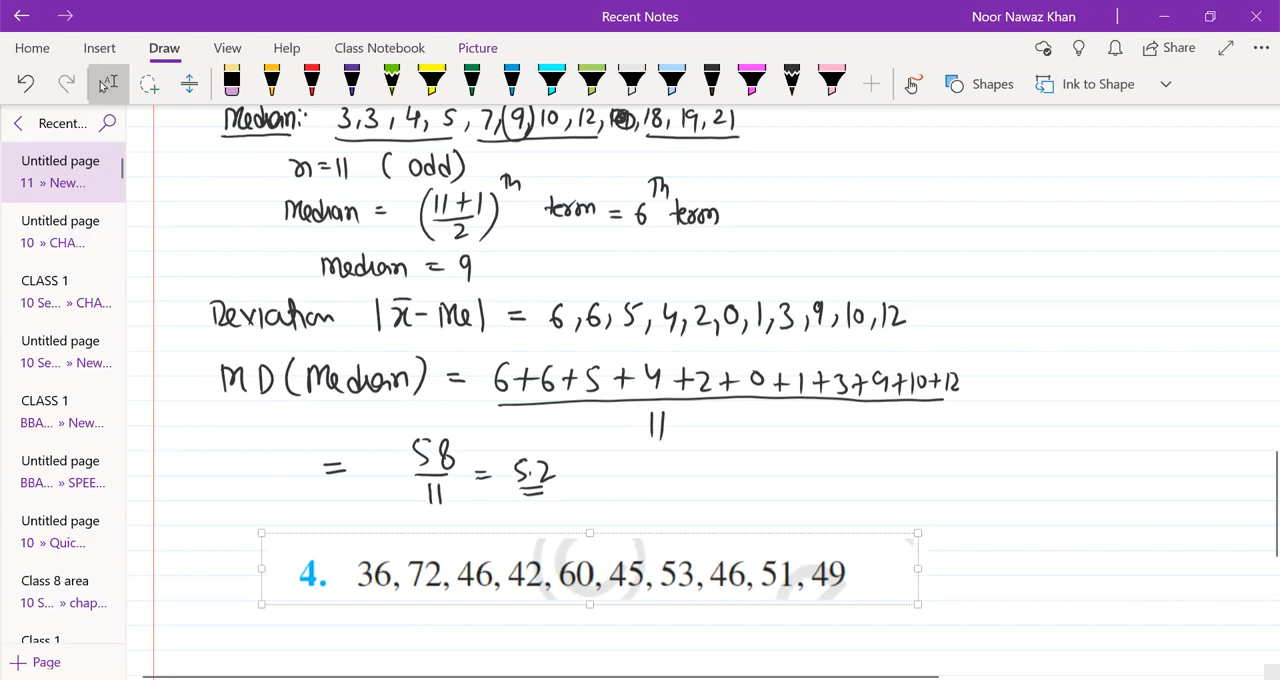 Recent Notes
Noor Nawaz Khan
Home Insert Draw View Help Class Notebook Picture Share
Shapes Ink to Shape
Recent...
Untitled page
11 » New...
Untitled page
10 » CHA...
CLASS 1
10 Se... » CHA...
Untitled page
10 Se... » New...
CLASS 1
BBA... » New...
Untitled page
BBA... » SPEE...
Untitled page
10 » Quic...
Class 8 area
10 S... » chap...
Class 1
Page
Median: 3,3,4,5,7,(9)10,12, 18,19,21
n=11 (odd)
Median = (11+1/2)Th term = 6Th term
Median = 9
Deviation |x̄-Me| = 6,6,5,4,2,0,1,3,9,10,12
MD(Median) = 6+6+5+4+2+0+1+3+9+10+12
11
= 58/11 = 5.2
4. 36, 72, 46, 42, 60, 45, 53, 46, 51, 49